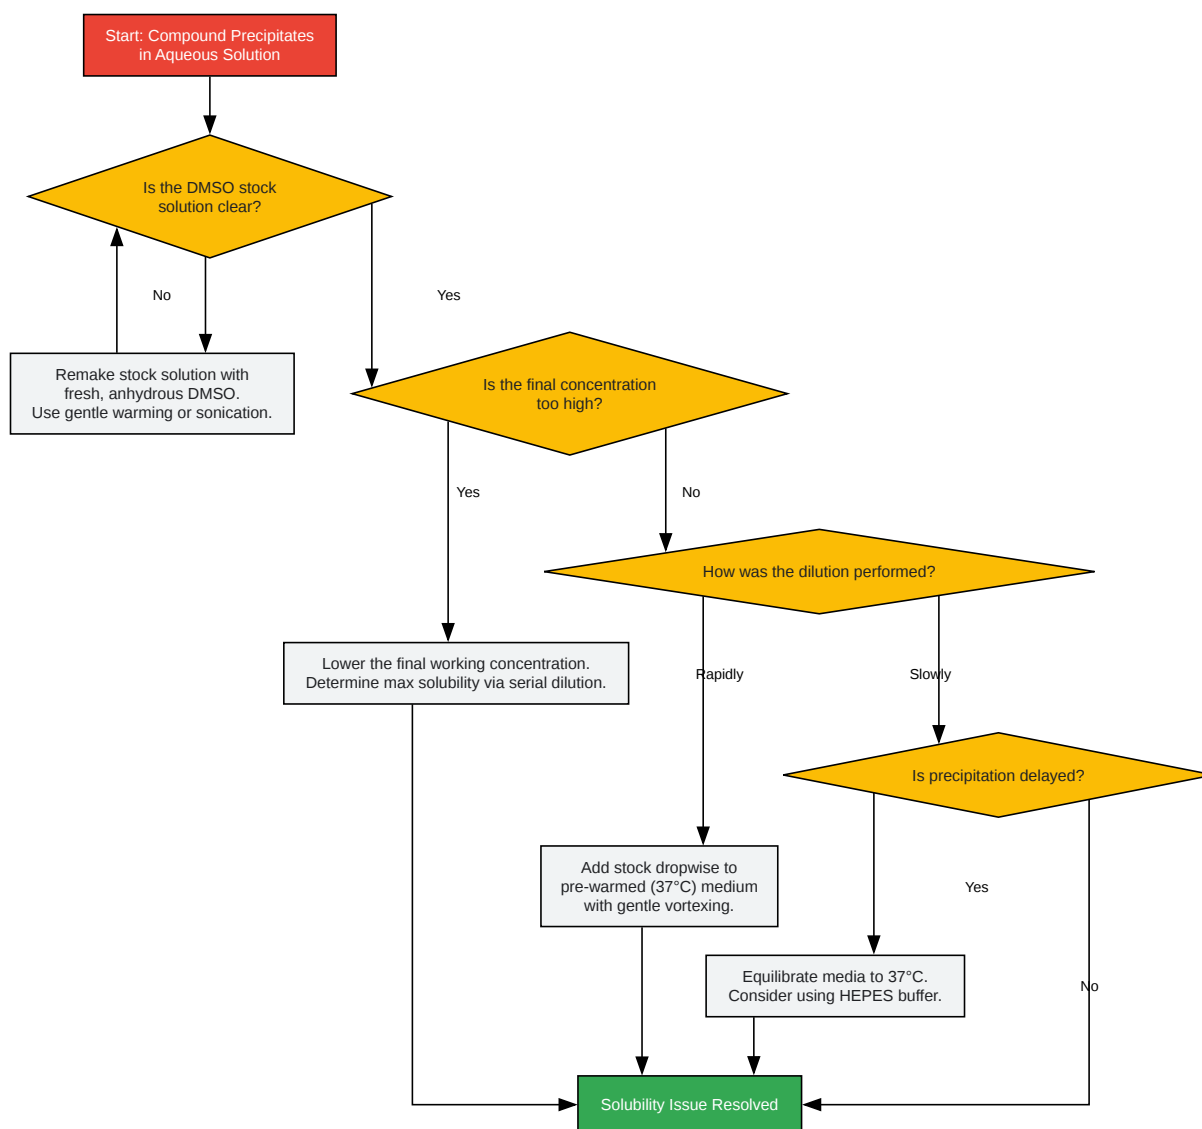 Start: Compound Precipitates
in Aqueous Solution
Is the DMSO stock
solution clear?
No
Yes
Remake stock solution with
fresh, anhydrous DMSO.
Use gentle warming or sonication.
Is the final concentration
too high?
Yes
No
How was the dilution performed?
Lower the final working concentration.
Determine max solubility via serial dilution.
Rapidly
Slowly
Is precipitation delayed?
Add stock dropwise to
pre-warmed (37°C) medium
with gentle vortexing.
Yes
Equilibrate media to 37°C.
Consider using HEPES buffer.
No
Solubility Issue Resolved